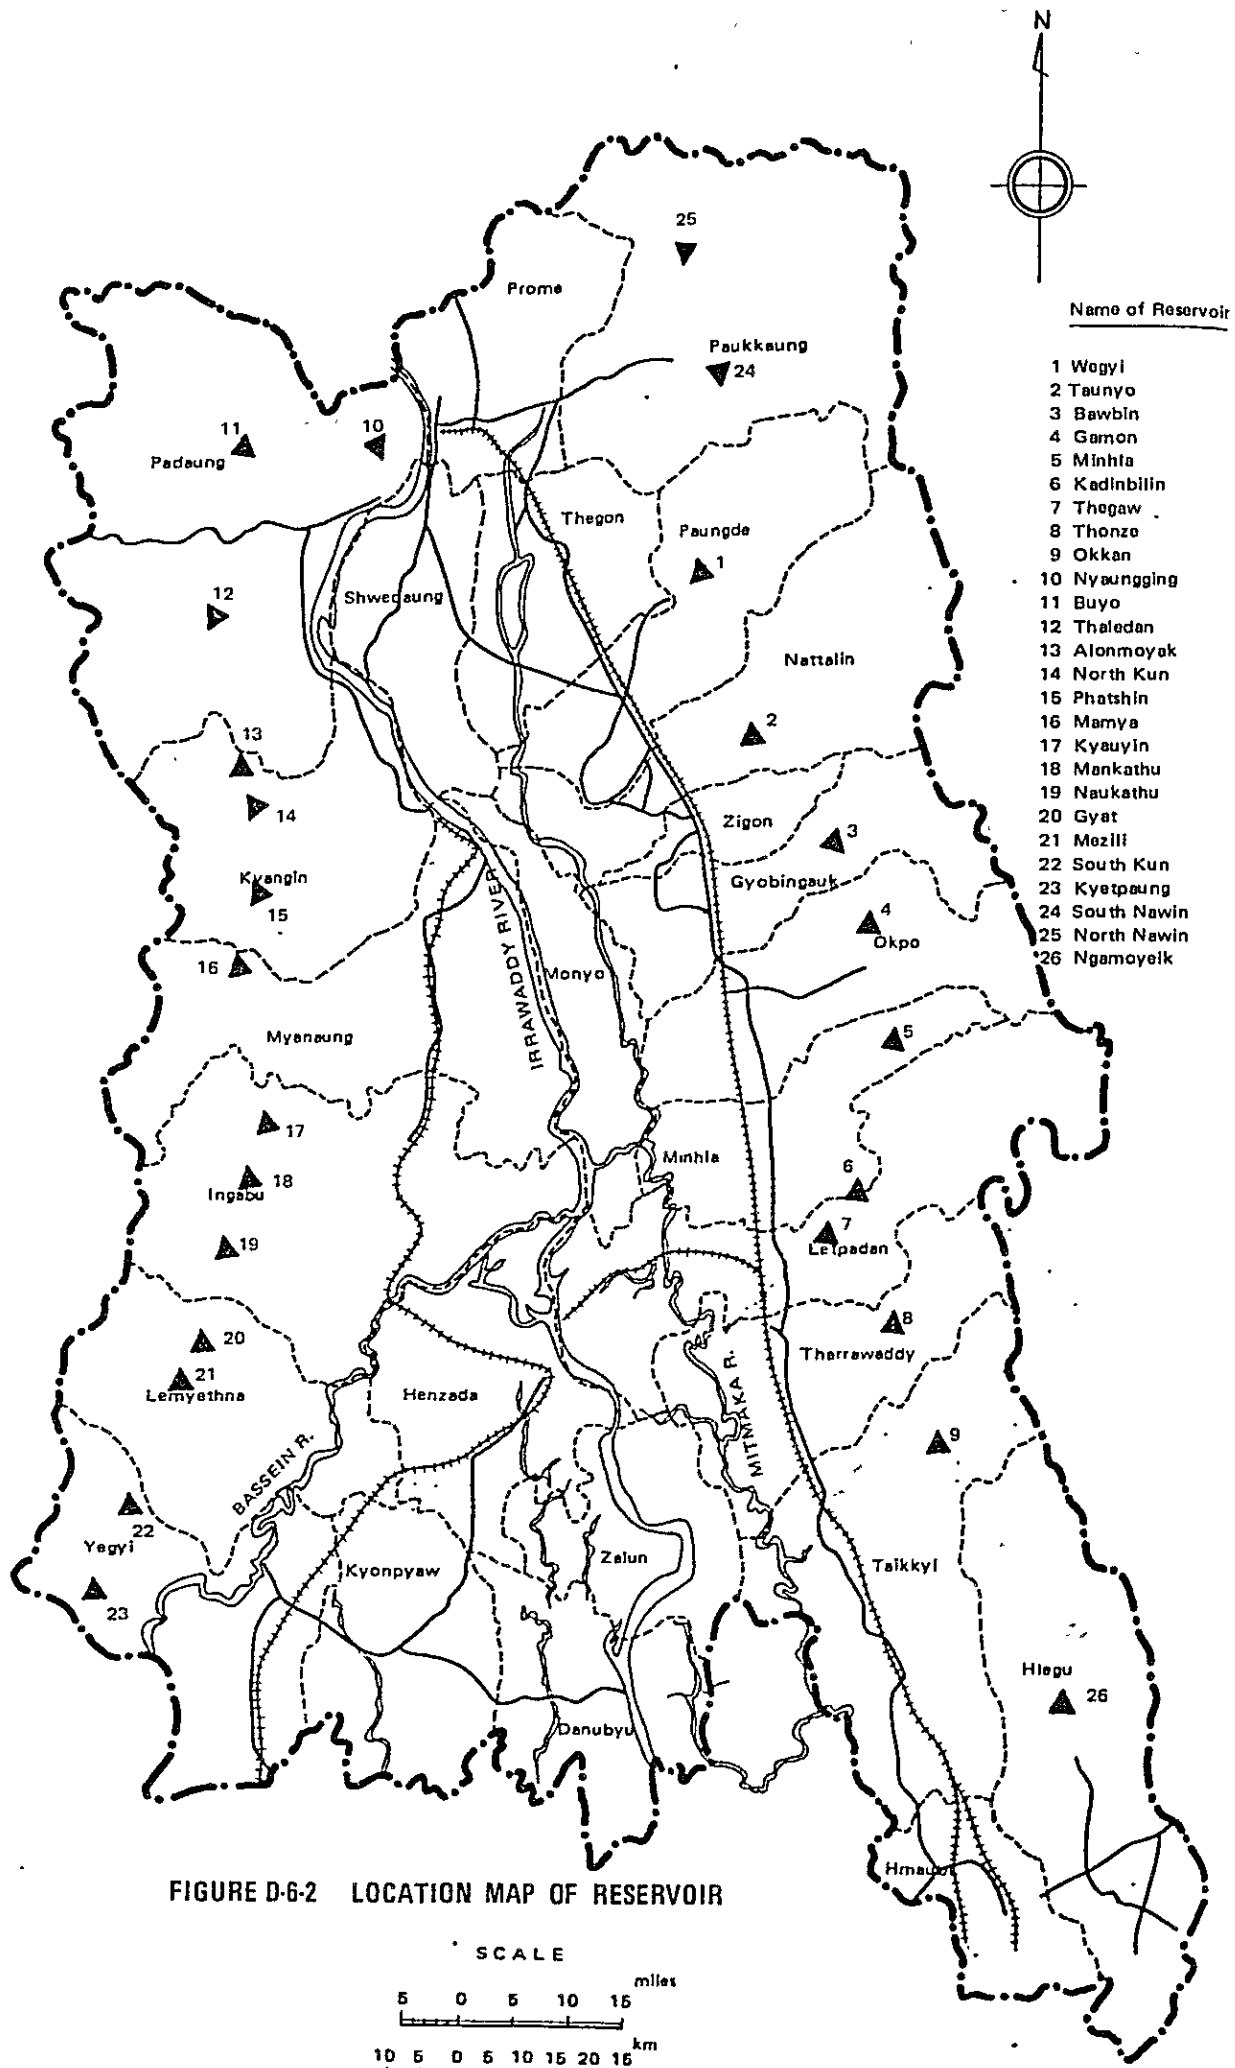 N
25
Prome
Name of Reservoir
Paukkaung
24
1 Wegyi
2 Taunyo
3 Bawbin
4 Gamon
5 Minhla
6 Kadinbilin
7 Thegaw
8 Thonze
9 Okkan
10 Nyaungging
11 Buyo
12 Thaledan
13 Alonmoyak
14 North Kun
15 Phatshin
16 Mamya
17 Kyauyin
18 Mankathu
19 Naukathu
20 Gyat
21 Mezili
22 South Kun
23 Kyetpaung
24 South Nawin
25 North Nawin
26 Ngamoyeik
11
10
Padaung
Thegon
Paungde
1
12
Shwedaung
Nattalin
2
13
14
Zigon
3
Kyangin
15
Gyobingauk
4
Okpo
16
IRRAWADDY RIVER
Monyo
Myanaung
5
17
Minhla
18
Ingabu
6
19
7
Letpadan
20
8
Tharrawaddy
21
Lemyethna
Henzada
MITMAKA R.
9
BASSEIN R.
22
Yegyi
Kyonpyaw
Zalun
Taikkyi
23
Hlegu
26
Danubyu
FIGURE D-6-2 LOCATION MAP OF RESERVOIR
SCALE
miles
5 0 5 10 15
km
10 5 0 5 10 15 20 15